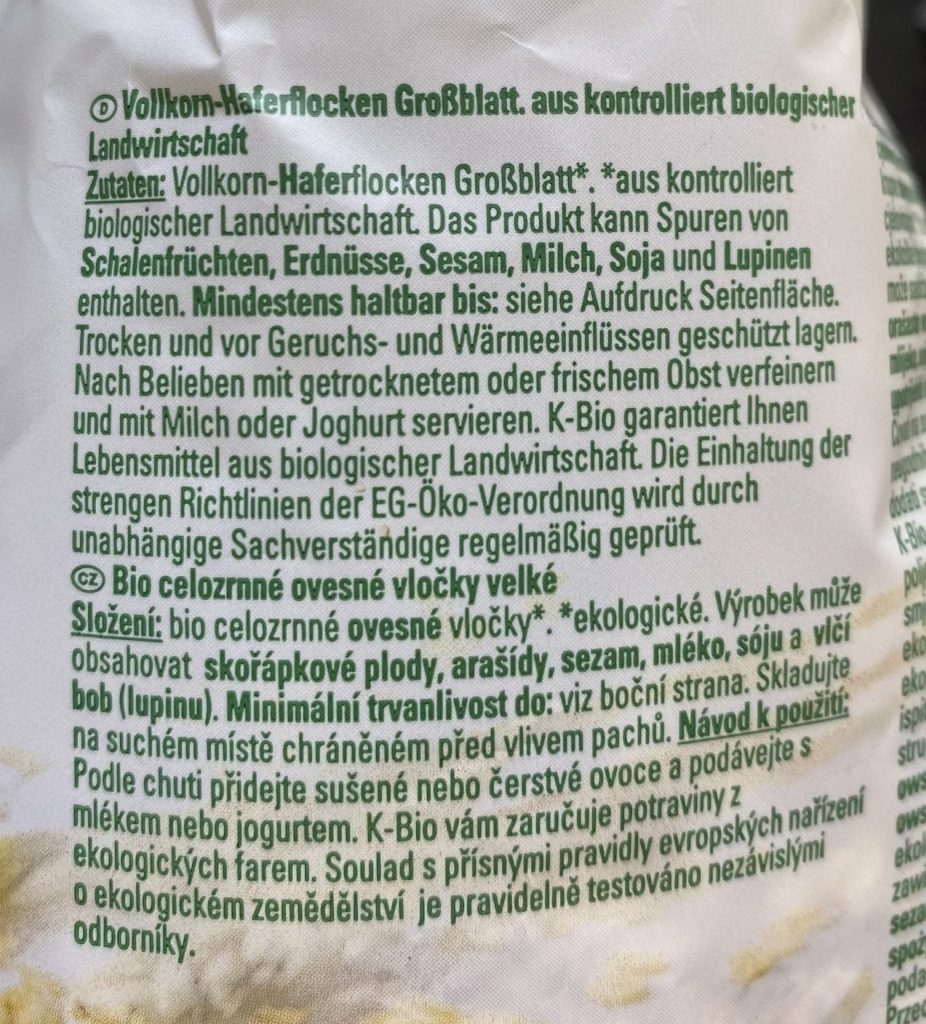 D Vollkorn-Haferflocken Großblatt. aus kontrolliert biologischer
Landwirtschaft
Zutaten: Vollkorn-Haferflocken Großblatt*. *aus kontrolliert
biologischer Landwirtschaft. Das Produkt kann Spuren von
Schalenfrüchten, Erdnüsse, Sesam, Milch, Soja und Lupinen
enthalten. Mindestens haltbar bis: siehe Aufdruck Seitenfläche.
Trocken und vor Geruchs- und Wärmeeinflüssen geschützt lagern.
Nach Belieben mit getrocknetem oder frischem Obst verfeinern
und mit Milch oder Joghurt servieren. K-Bio garantiert Ihnen
Lebensmittel aus biologischer Landwirtschaft. Die Einhaltung der
strengen Richtlinien der EG-Öko-Verordnung wird durch
unabhängige Sachverständige regelmäßig geprüft.
CZ Bio celozrnné ovesné vločky velké
Složení: bio celozrnné ovesné vločky*. *ekologické. Výrobek může
obsahovat skořápkové plody, arašídy, sezam, mléko, sóju a vlčí
bob (lupinu). Minimální trvanlivost do: viz boční strana. Skladujte
na suchém místě chráněném před vlivem pachů. Návod k použití:
Podle chuti přidejte sušené nebo čerstvé ovoce a podávejte s
mlékem nebo jogurtem. K-Bio vám zaručuje potraviny z
ekologických farem. Soulad s přísnými pravidly evropských nařízení
o ekologickém zemědělství je pravidelně testováno nezávislými
odborníky.